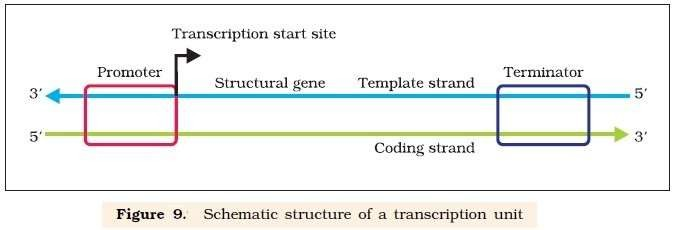 Transcription start site
Promoter
Terminator
Structural gene
Template strand
3′
5′
5′
3′
Coding strand
Figure 9. Schematic structure of a transcription unit